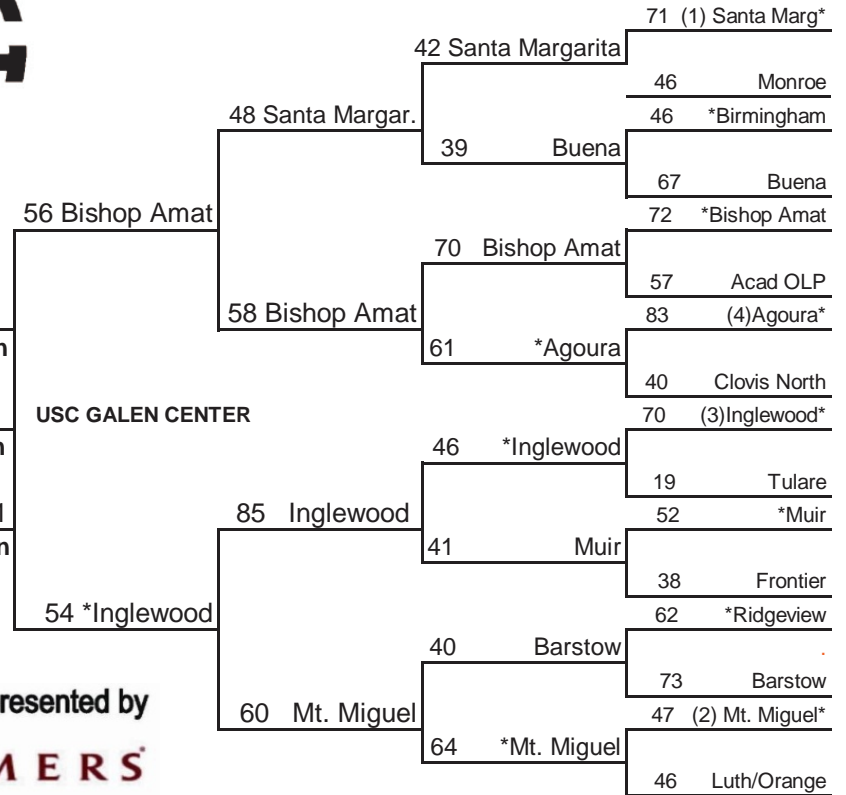 71 (1) Santa Marg*
42 Santa Margarita
46 Monroe
46 *Birmingham
48 Santa Margar.
39 Buena
67 Buena
56 Bishop Amat
72 *Bishop Amat
70 Bishop Amat
57 Acad OLP
58 Bishop Amat
83 (4)Agoura*
61 *Agoura
40 Clovis North
USC GALEN CENTER
70 (3)Inglewood*
46 *Inglewood
19 Tulare
85 Inglewood
52 *Muir
41 Muir
38 Frontier
54 *Inglewood
62 *Ridgeview
40 Barstow
.
73 Barstow
60 Mt. Miguel
47 (2) Mt. Miguel*
64 *Mt. Miguel
46 Luth/Orange
resented by
MERS